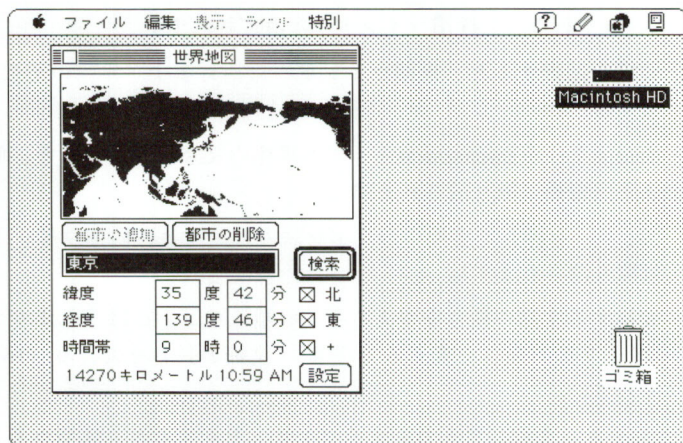 ファイル 編集 表示 ラベル 特別
世界地図
Macintosh HD
都市の追加 都市の削除
東京 検索
緯度 35 度 42 分 北
経度 139 度 46 分 東
時間帯 9 時 0 分 +
14270キロメートル 10:59 AM 設定
ゴミ箱